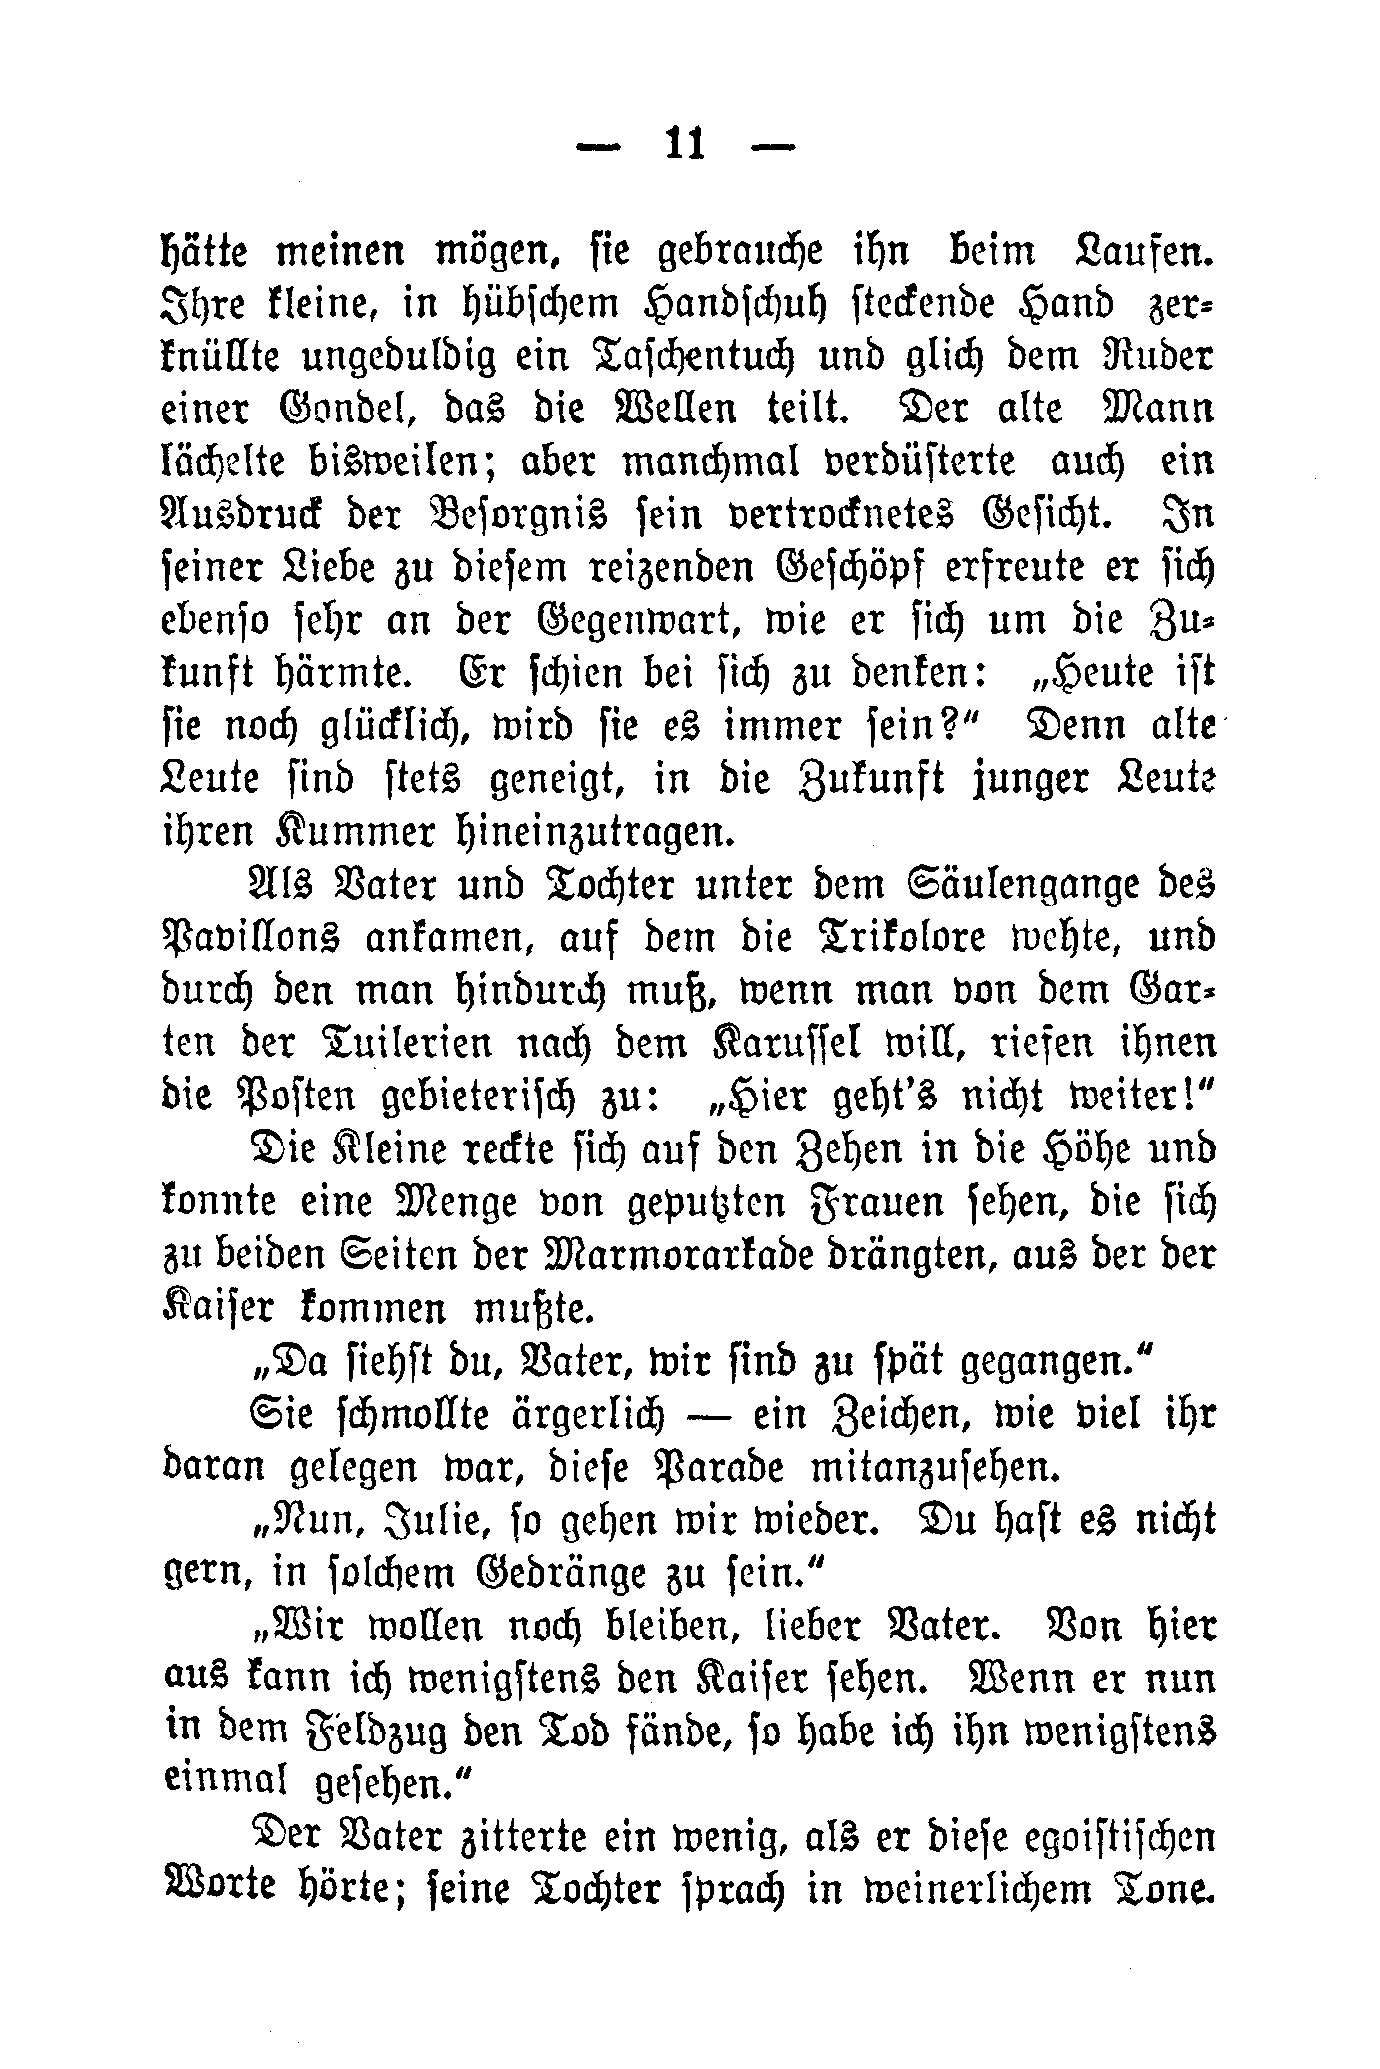 — 11 —
hätte meinen mögen, sie gebrauche ihn beim Laufen.
Ihre kleine, in hübschem Handschuh steckende Hand zer-
knüllte ungeduldig ein Taschentuch und glich dem Ruder
einer Gondel, das die Wellen teilt. Der alte Mann
lächelte bisweilen; aber manchmal verdüsterte auch ein
Ausdruck der Besorgnis sein vertrocknetes Gesicht. In
seiner Liebe zu diesem reizenden Geschöpf erfreute er sich
ebenso sehr an der Gegenwart, wie er sich um die Zu-
kunft härmte. Er schien bei sich zu denken: „Heute ist
sie noch glücklich, wird sie es immer sein?“ Denn alte
Leute sind stets geneigt, in die Zukunft junger Leute
ihren Kummer hineinzutragen.
Als Vater und Tochter unter dem Säulengange des
Pavillons ankamen, auf dem die Trikolore wehte, und
durch den man hindurch muß, wenn man von dem Gar-
ten der Tuilerien nach dem Karussel will, riefen ihnen
die Posten gebieterisch zu: „Hier geht's nicht weiter!“
Die Kleine reckte sich auf den Zehen in die Höhe und
konnte eine Menge von geputzten Frauen sehen, die sich
zu beiden Seiten der Marmorarkade drängten, aus der der
Kaiser kommen mußte.
„Da siehst du, Vater, wir sind zu spät gegangen.“
Sie schmollte ärgerlich — ein Zeichen, wie viel ihr
daran gelegen war, diese Parade mitanzusehen.
„Nun, Julie, so gehen wir wieder. Du hast es nicht
gern, in solchem Gedränge zu sein.“
„Wir wollen noch bleiben, lieber Vater. Von hier
aus kann ich wenigstens den Kaiser sehen. Wenn er nun
in dem Feldzug den Tod fände, so habe ich ihn wenigstens
einmal gesehen.“
Der Vater zitterte ein wenig, als er diese egoistischen
Worte hörte; seine Tochter sprach in weinerlichem Tone.